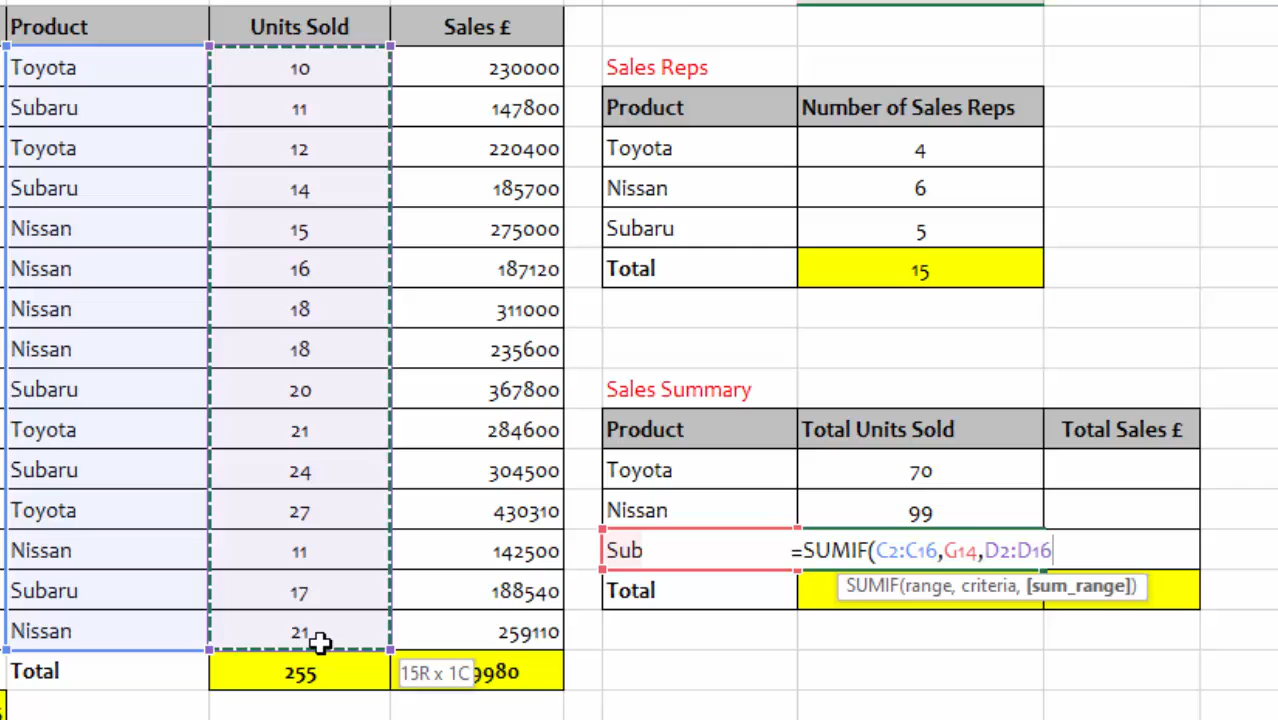 Product Units Sold Sales £
Toyota 10 230000 Sales Reps
Subaru 11 147800 Product Number of Sales Reps
Toyota 12 220400 Toyota 4
Subaru 14 185700 Nissan 6
Nissan 15 275000 Subaru 5
Nissan 16 187120 Total 15
Nissan 18 311000
Nissan 18 235600
Subaru 20 367800 Sales Summary
Toyota 21 284600 Product Total Units Sold Total Sales £
Subaru 24 304500 Toyota 70
Toyota 27 430310 Nissan 99
Nissan 11 142500 Sub =SUMIF(C2:C16,G14,D2:D16
Subaru 17 188540 Total SUMIF(range, criteria, [sum_range])
Nissan 21 259110
Total 255 15R x 1C 9980